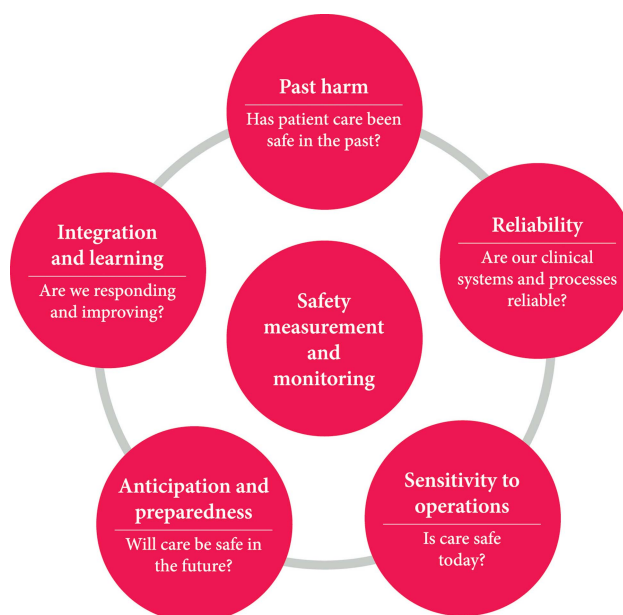 Past harm
Has patient care been
safe in the past?
Reliability
Are our clinical
systems and processes
reliable?
Sensitivity to
operations
Is care safe
today?
Anticipation and
preparedness
Will care be safe in
the future?
Integration
and learning
Are we responding
and improving?
Safety
measurement
and
monitoring